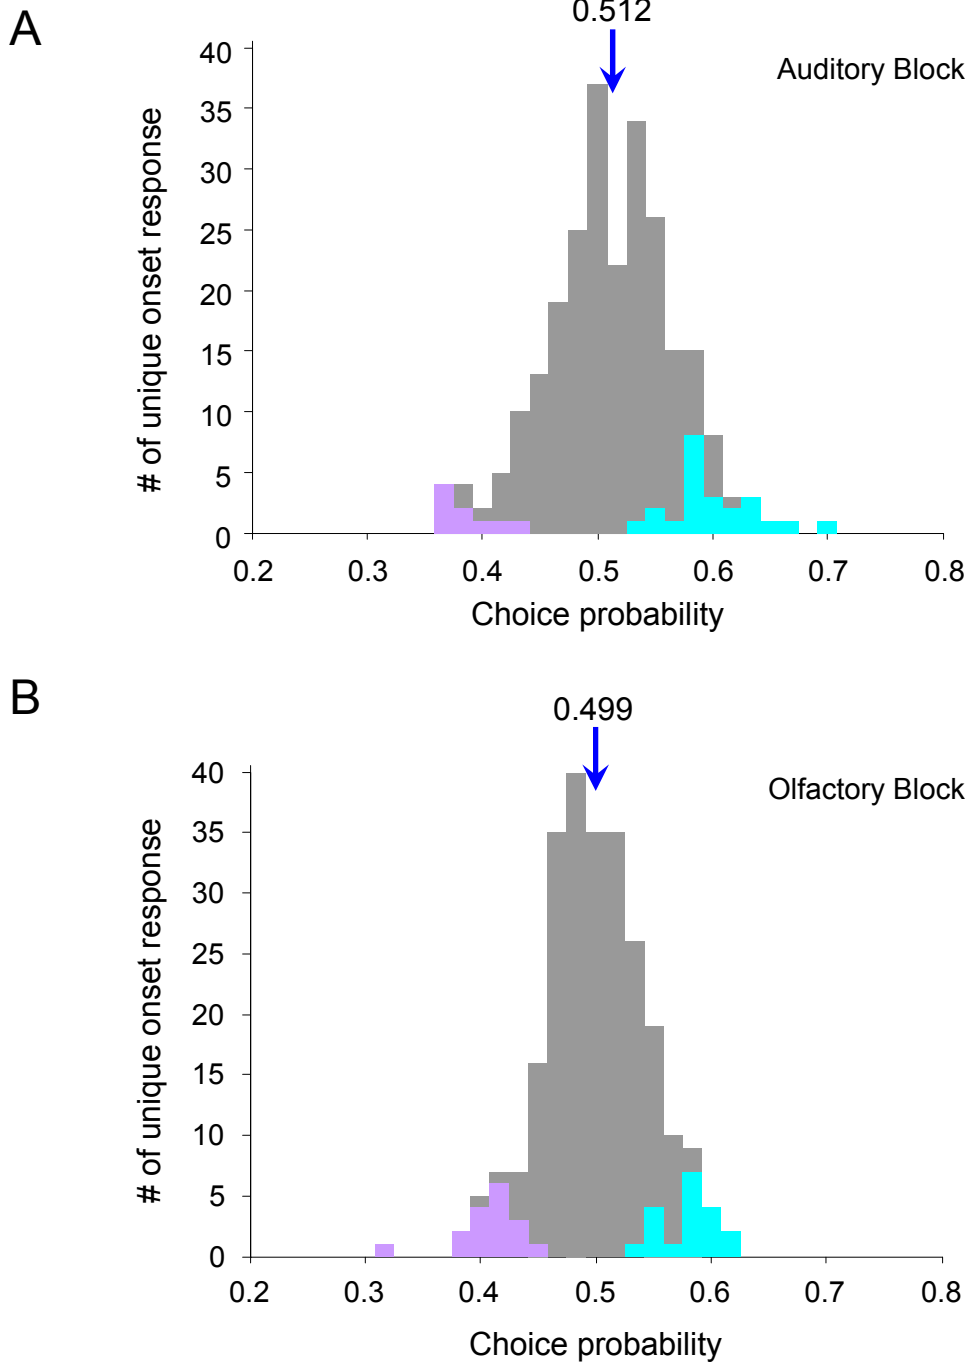 A
0.512
Auditory Block
# of unique onset response
40
35
30
25
20
15
10
5
0
0.2 0.3 0.4 0.5 0.6 0.7 0.8
Choice probability
B
0.499
Olfactory Block
# of unique onset response
40
35
30
25
20
15
10
5
0
0.2 0.3 0.4 0.5 0.6 0.7 0.8
Choice probability